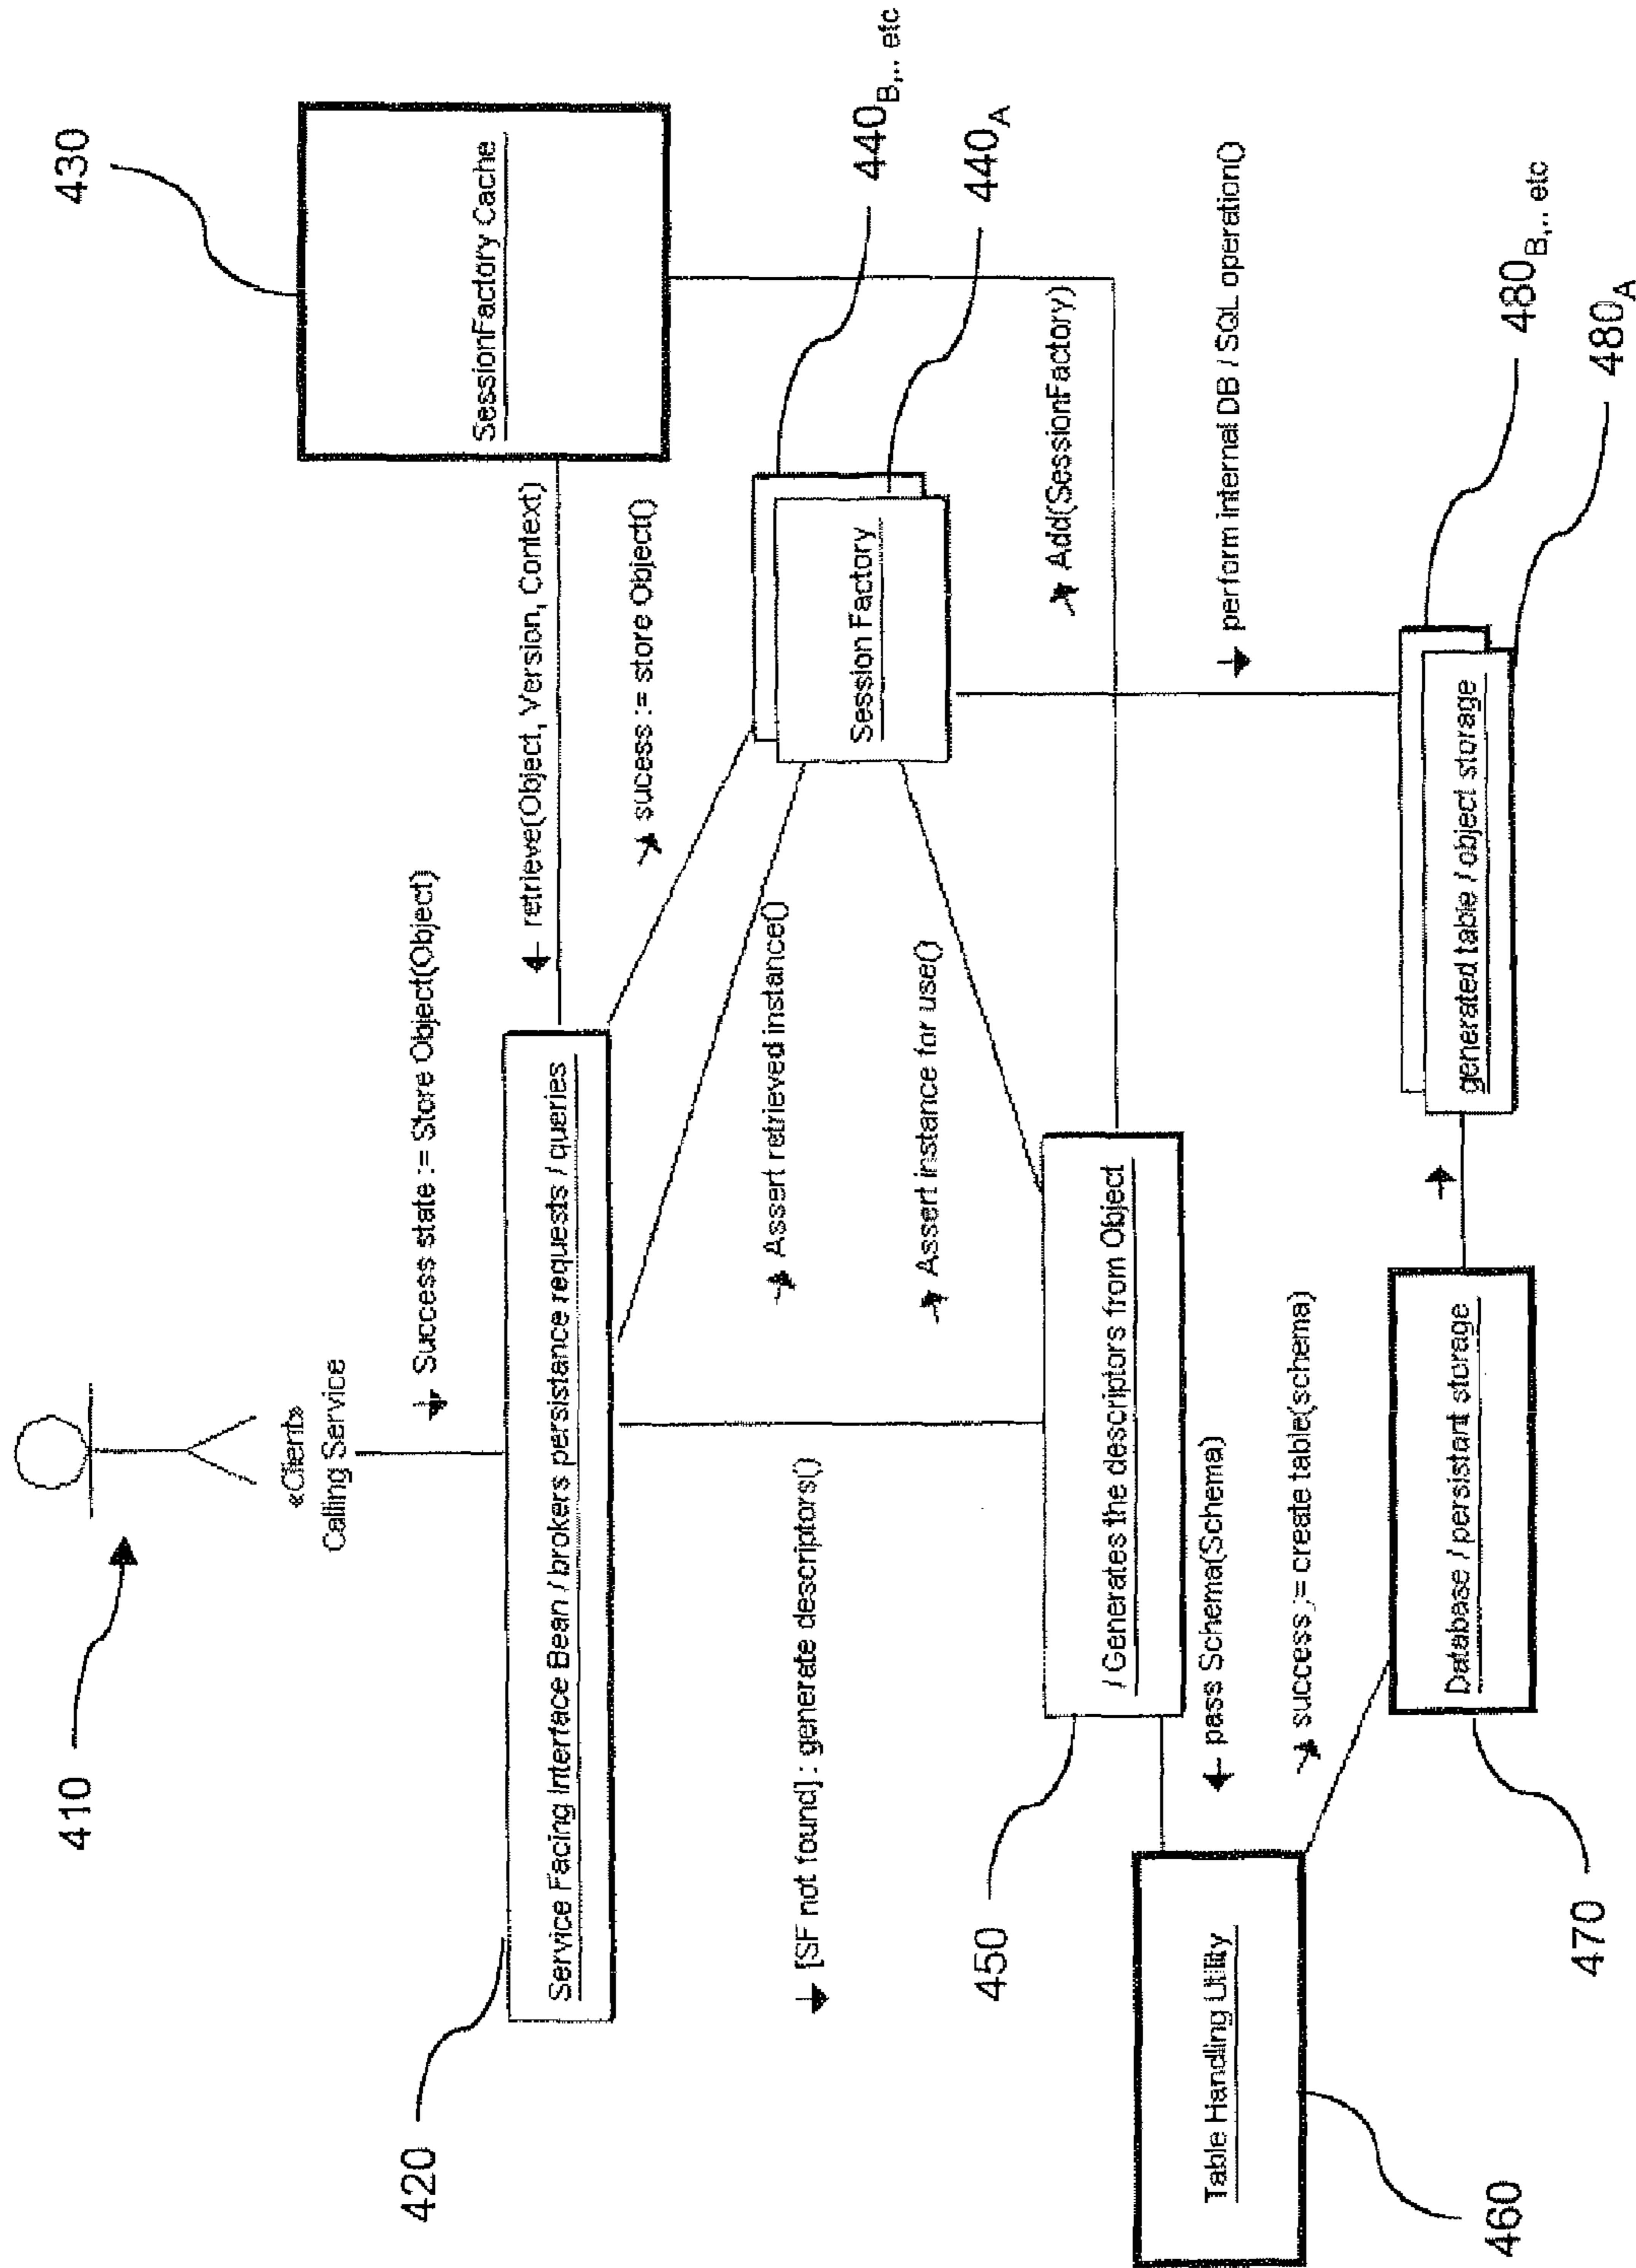 410
«Client»
Calling Service
Success state := Store Object(Object)
430
SessionFactory Cache
retrieve(Object, Version, Context)
420
Service Facing Interface Bean / brokers persistance requests / queries
sucess := store Object()
440B,.. etc
440A
Session Factory
Assert retrieved instance()
[SF not found] : generate descriptors()
Assert instance for use()
Add(SessionFactory)
450
/ Generates the descriptors from Object
perform internal DB / SQL operation()
pass Schema(Schema)
Table Handling Utility
460
success := create table(schema)
Database / persistant storage
470
generated table / object storage
480B,.. etc
480A